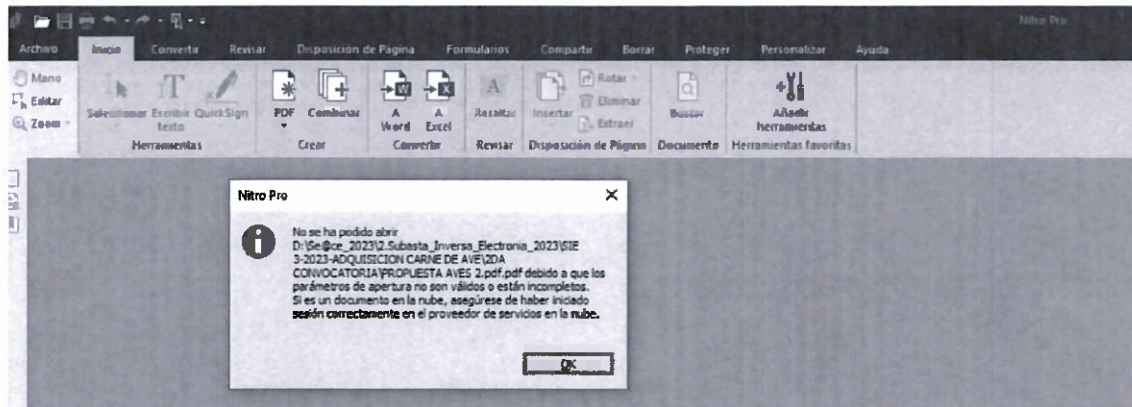 Nitro Pro
Archivo Inicio Convertir Revisar Disposición de Página Formularios Compartir Borrar Proteger Personalizar Ayuda
Mano
Editar
Zoom
Seleccionar Escribir texto QuickSign
Herramientas
PDF Combinar
Crear
A Word A Excel
Convertir
Resaltar
Revisar
Insertar
Rotar
Eliminar
Extraer
Disposición de Página
Buscar
Documento
Añadir herramientas
Herramientas favoritas
Nitro Pro
No se ha podido abrir
D:\Se@ce_2023\2.Subasta_Inversa_Electronia_2023\SIE
3-2023-ADQUISICION CARNE DE AVE\2DA
CONVOCATORIA\PROPUESTA AVES 2.pdf.pdf debido a que los
parámetros de apertura no son válidos o están incompletos.
Si es un documento en la nube, asegúrese de haber iniciado
sesión correctamente en el proveedor de servicios en la nube.
OK